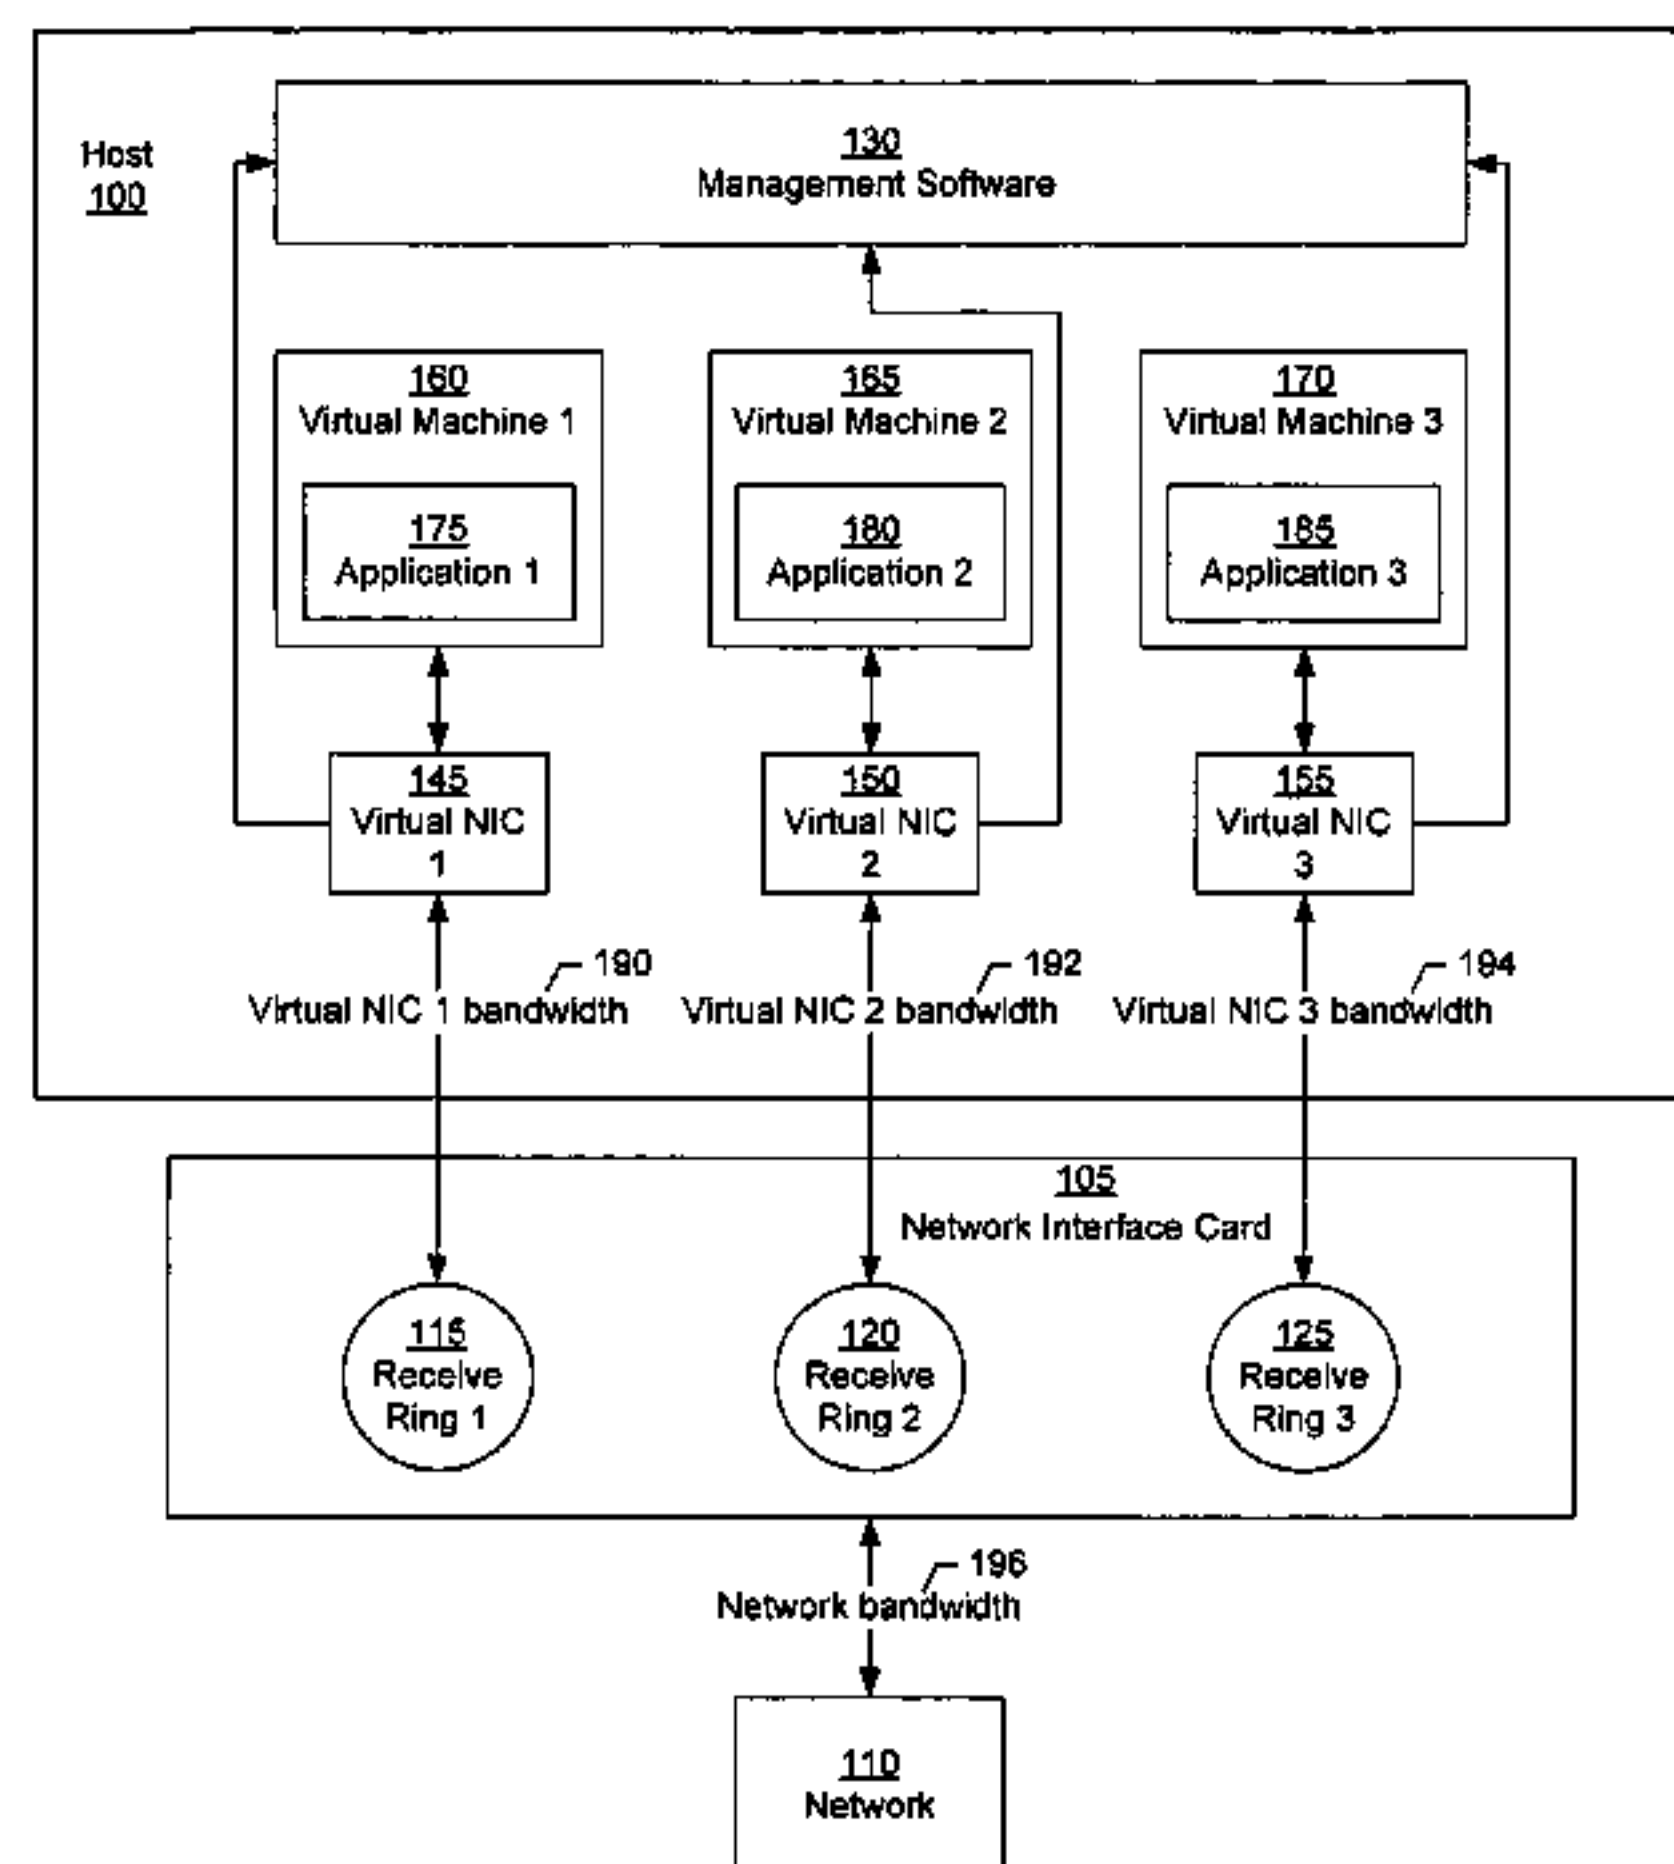 Host
100
130
Management Software
160
Virtual Machine 1
165
Virtual Machine 2
170
Virtual Machine 3
175
Application 1
180
Application 2
185
Application 3
145
Virtual NIC
1
150
Virtual NIC
2
155
Virtual NIC
3
190
Virtual NIC 1 bandwidth
192
Virtual NIC 2 bandwidth
194
Virtual NIC 3 bandwidth
105
Network Interface Card
115
Receive
Ring 1
120
Receive
Ring 2
125
Receive
Ring 3
196
Network bandwidth
110
Network